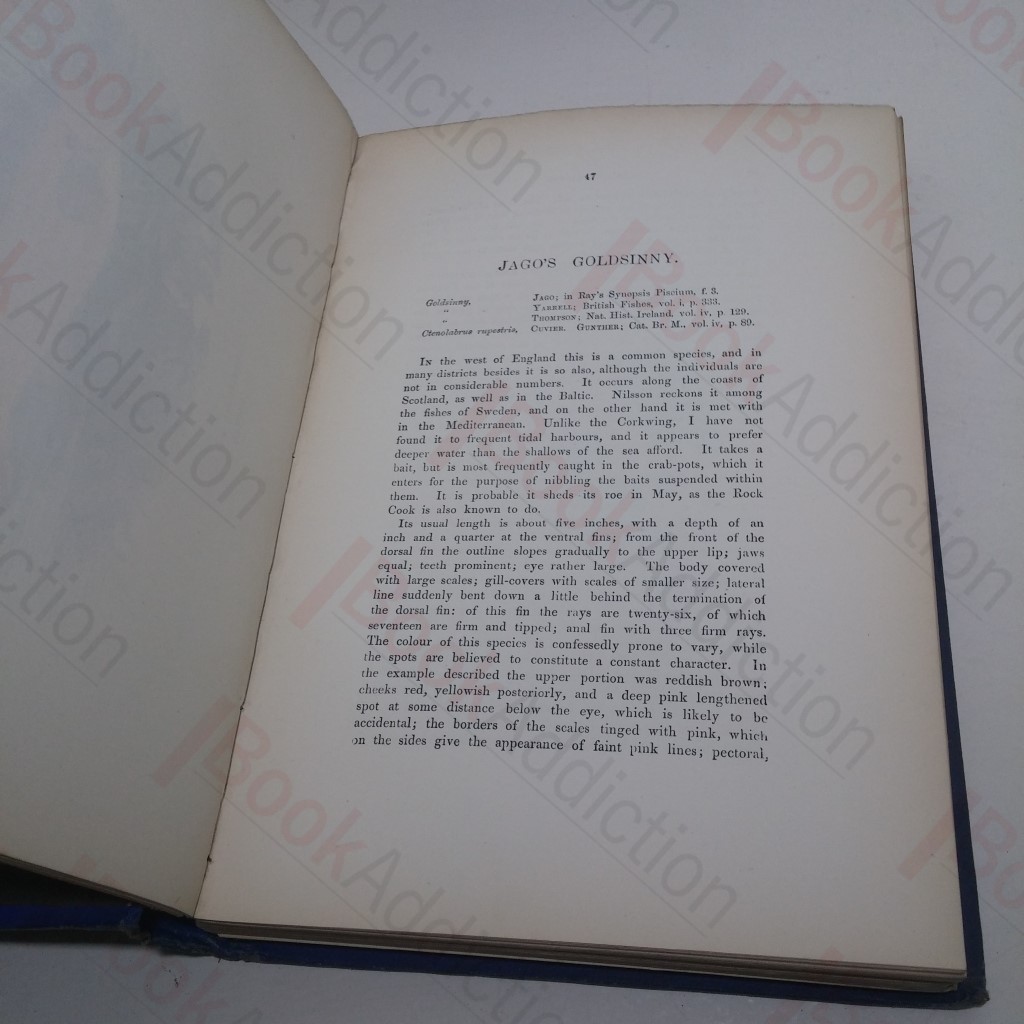 47
JAGO'S GOLDSINNY.
Goldsinny, JAGO; in Ray's Synopsis Piscium, f. 3.
" YARRELL; British Fishes, vol. i, p. 333.
" THOMPSON; Nat. Hist. Ireland, vol. iv, p. 129.
Ctenolabrus rupestris, CUVIER. GUNTHER; Cat. Br. M., vol. iv, p. 89.
IN the west of England this is a common species, and in
many districts besides it is so also, although the individuals are
not in considerable numbers. It occurs along the coasts of
Scotland, as well as in the Baltic. Nilsson reckons it among
the fishes of Sweden, and on the other hand it is met with
in the Mediterranean. Unlike the Corkwing, I have not
found it to frequent tidal harbours, and it appears to prefer
deeper water than the shallows of the sea afford. It takes a
bait, but is most frequently caught in the crab-pots, which it
enters for the purpose of nibbling the baits suspended within
them. It is probable it sheds its roe in May, as the Rock
Cook is also known to do.
Its usual length is about five inches, with a depth of an
inch and a quarter at the ventral fins; from the front of the
dorsal fin the outline slopes gradually to the upper lip; jaws
equal; teeth prominent; eye rather large. The body covered
with large scales; gill-covers with scales of smaller size; lateral
line suddenly bent down a little behind the termination of
the dorsal fin: of this fin the rays are twenty-six, of which
seventeen are firm and tipped; anal fin with three firm rays.
The colour of this species is confessedly prone to vary, while
the spots are believed to constitute a constant character. In
the example described the upper portion was reddish brown;
cheeks red, yellowish posteriorly, and a deep pink lengthened
spot at some distance below the eye, which is likely to be
accidental; the borders of the scales tinged with pink, which
on the sides give the appearance of faint pink lines; pectoral,
BookAddiction